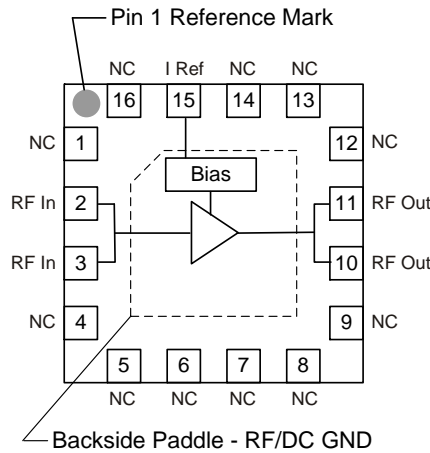 Pin 1 Reference Mark
NC I Ref NC NC
16 15 14 13
NC 1 12 NC
Bias
RF In 2 11 RF Out
RF In 3 10 RF Out
NC 4 9 NC
5 6 7 8
NC NC NC NC
Backside Paddle - RF/DC GND